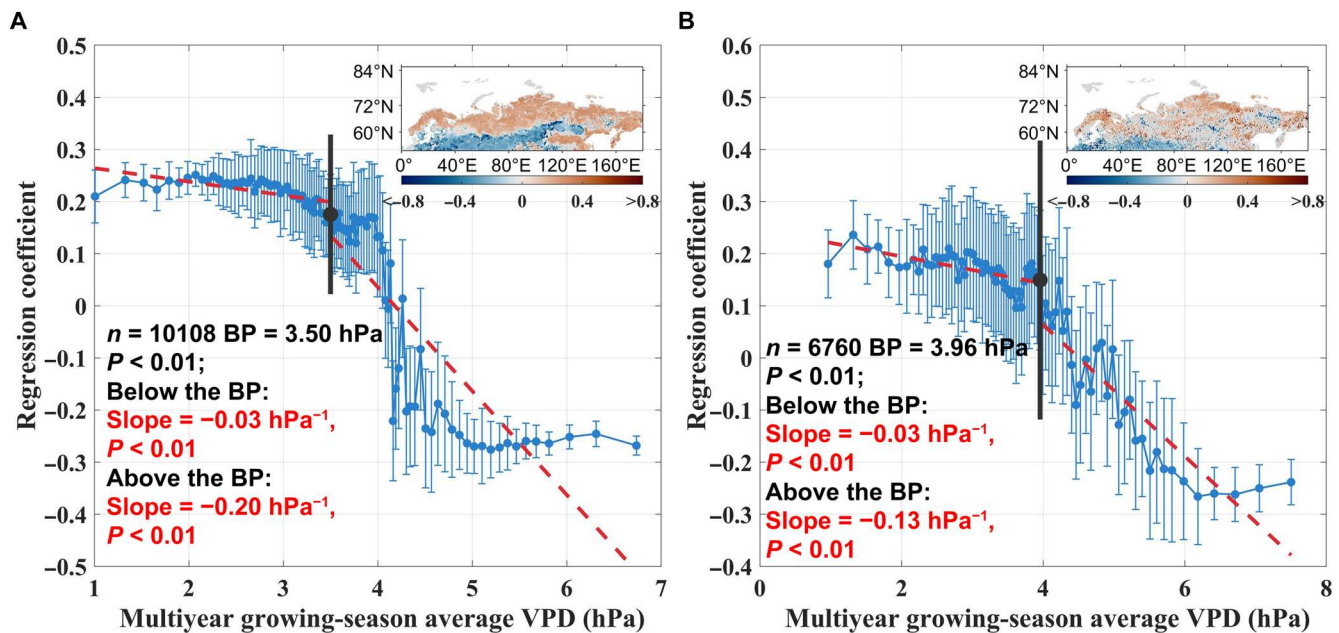 A
0.5
0.4
0.3
0.2
0.1
0
−0.1
−0.2
−0.3
−0.4
−0.5
Regression coefficient
84°N
72°N
60°N
0° 40°E 80°E 120°E 160°E
<−0.8 −0.4 0 0.4 >0.8
n = 10108 BP = 3.50 hPa
P < 0.01;
Below the BP:
Slope = −0.03 hPa⁻¹,
P < 0.01
Above the BP:
Slope = −0.20 hPa⁻¹,
P < 0.01
1 2 3 4 5 6 7
Multiyear growing-season average VPD (hPa)
B
0.6
0.5
0.4
0.3
0.2
0.1
0
−0.1
−0.2
−0.3
−0.4
Regression coefficient
84°N
72°N
60°N
0° 40°E 80°E 120°E 160°E
<−0.8 −0.4 0 0.4 >0.8
n = 6760 BP = 3.96 hPa
P < 0.01;
Below the BP:
Slope = −0.03 hPa⁻¹,
P < 0.01
Above the BP:
Slope = −0.13 hPa⁻¹,
P < 0.01
0 2 4 6 8
Multiyear growing-season average VPD (hPa)